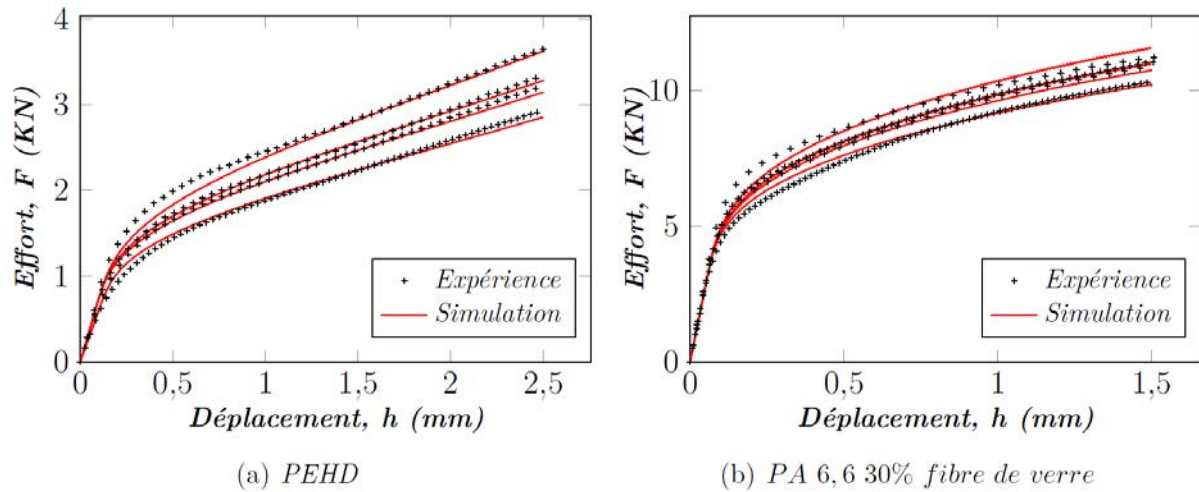 4
3
2
1
0
Effort, F (KN)
0
0,5
1
1,5
2
2,5
Déplacement, h (mm)
Expérience
Simulation
(a) PEHD
10
5
0
Effort, F (KN)
0
0,5
1
1,5
Déplacement, h (mm)
Expérience
Simulation
(b) PA 6,6 30% fibre de verre